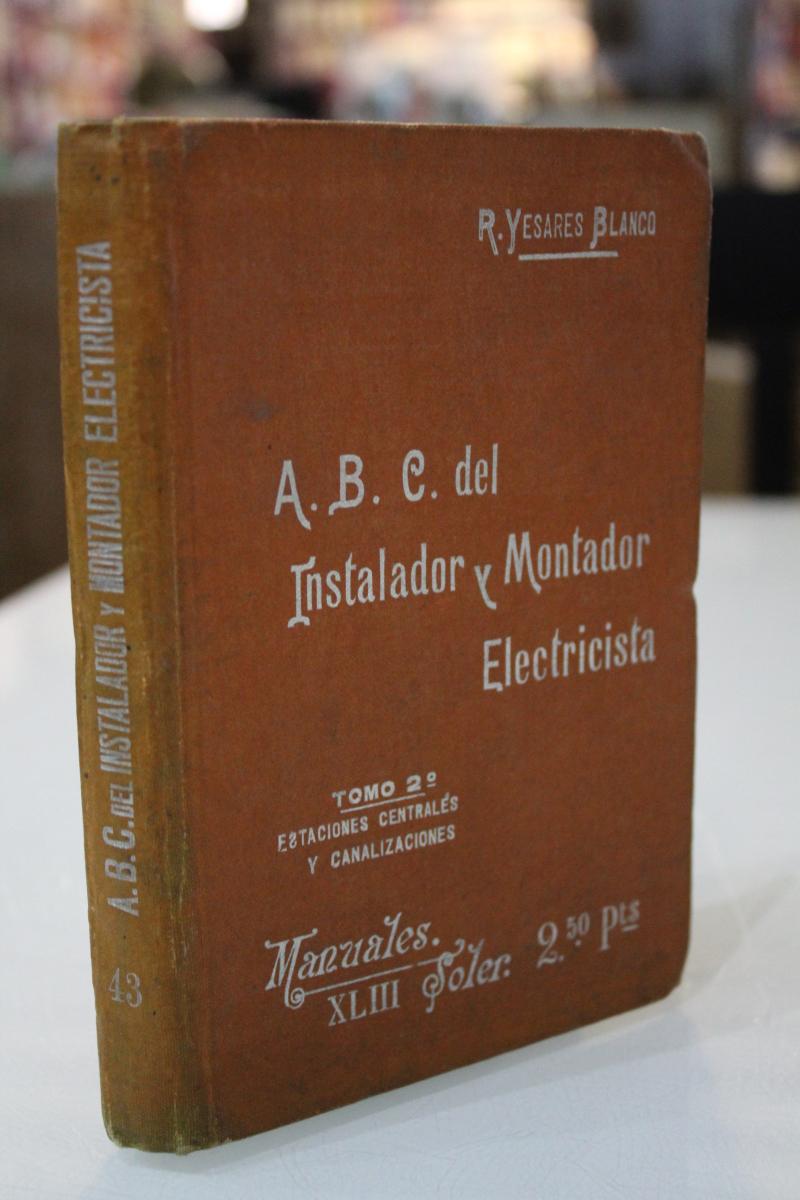 A.B.C. DEL INSTALADOR Y MONTADOR ELECTRICISTA
43
R. YESARES BLANCO
A. B. C. del
Instalador Y Montador
Electricista
TOMO 2º
ESTACIONES CENTRALÉS
Y CANALIZACIONES
Manuales.
XLIII Soler. 2.50 Pts